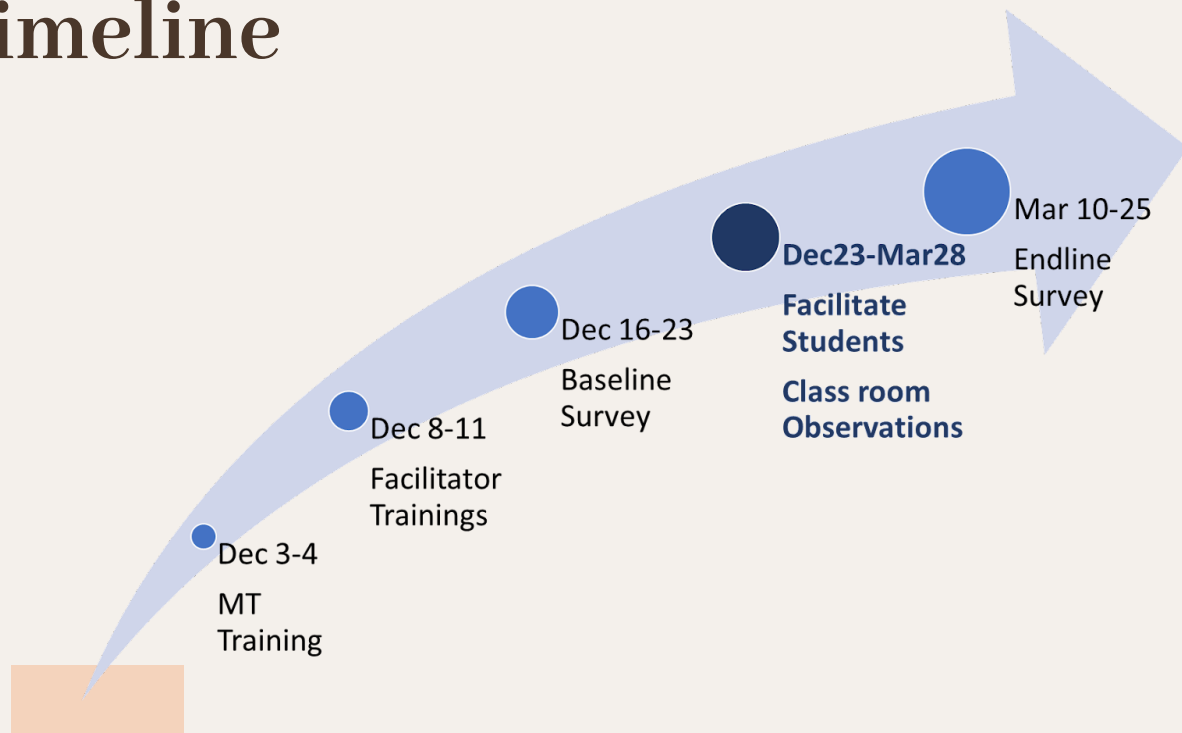 imeline
Dec 3-4
MT
Training
Dec 8-11
Facilitator
Trainings
Dec 16-23
Baseline
Survey
Dec23-Mar28
Facilitate
Students
Class room
Observations
Mar 10-25
Endline
Survey